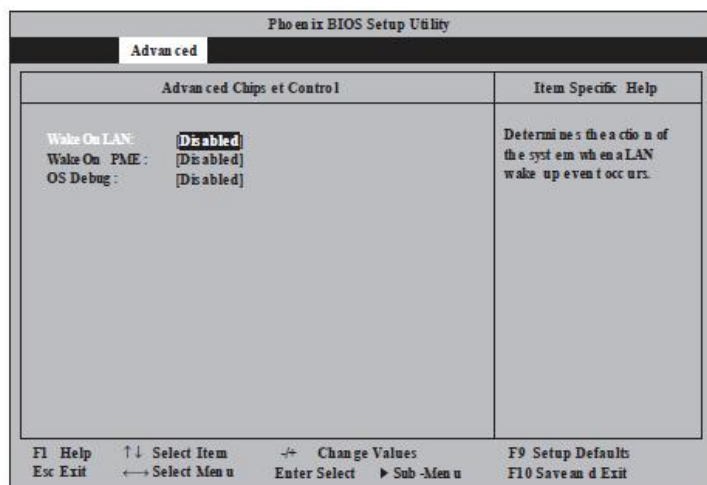 Phoenix BIOS Setup Utility
Advanced
Advanced Chips et Control
Item Specific Help
Wake On LAN: [Disabled]
Wake On PME : [Disabled]
OS Debug : [Disabled]
Determines the action of
the system when a LAN
wake up event occurs.
F1 Help ↑↓ Select Item -/+ Change Values F9 Setup Defaults
Esc Exit ←→ Select Menu Enter Select ▶ Sub-Menu F10 Save and Exit